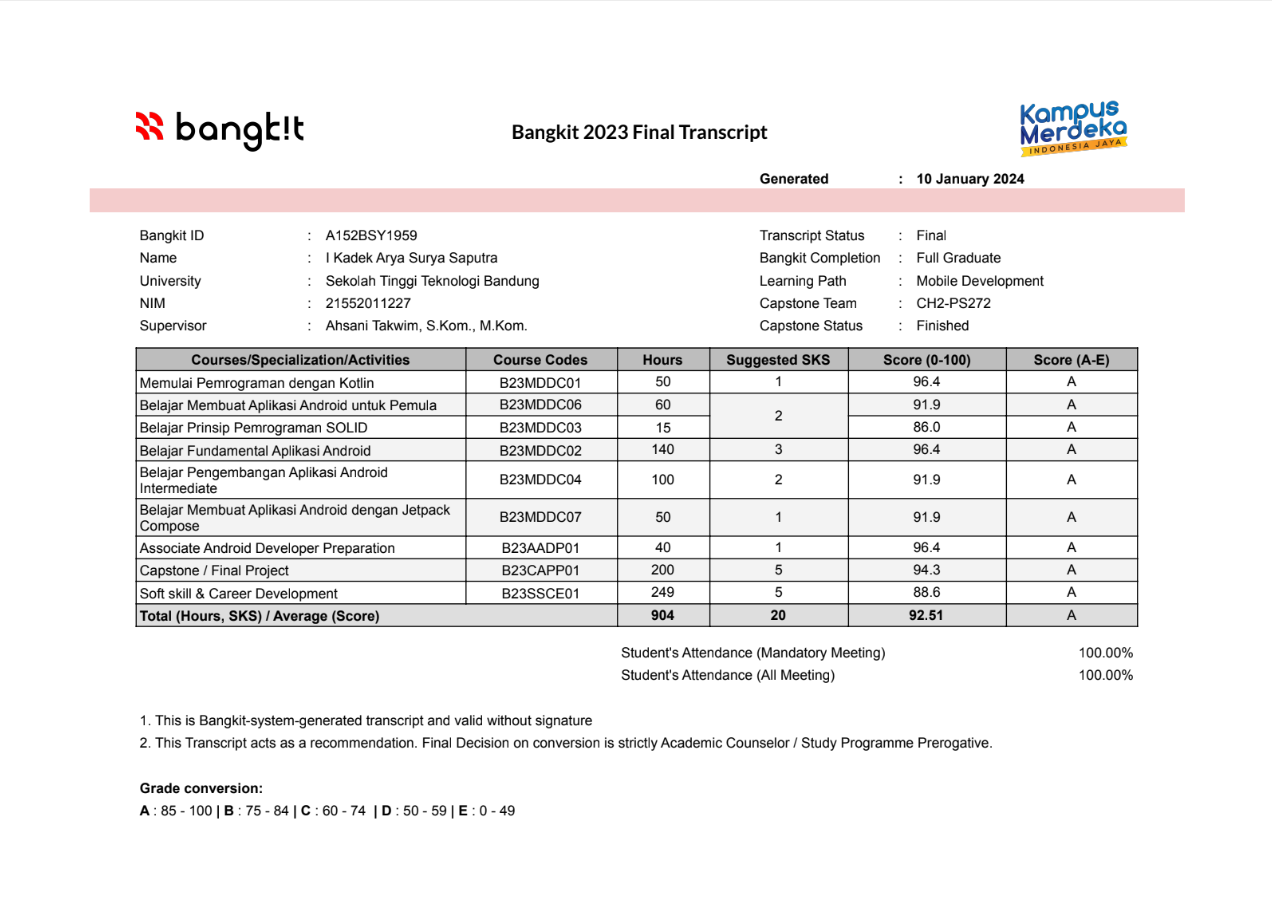 bangk!t
Bangkit 2023 Final Transcript
Kampus
Merdeka
INDONESIA JAYA
Generated : 10 January 2024
Bangkit ID : A152BSY1959
Transcript Status : Final
Name : I Kadek Arya Surya Saputra
Bangkit Completion : Full Graduate
University : Sekolah Tinggi Teknologi Bandung
Learning Path : Mobile Development
NIM : 21552011227
Capstone Team : CH2-PS272
Supervisor : Ahsani Takwim, S.Kom., M.Kom.
Capstone Status : Finished
Courses/Specialization/Activities Course Codes Hours Suggested SKS Score (0-100) Score (A-E)
Memulai Pemrograman dengan Kotlin B23MDDC01 50 1 96.4 A
Belajar Membuat Aplikasi Android untuk Pemula B23MDDC06 60 2 91.9 A
Belajar Prinsip Pemrograman SOLID B23MDDC03 15 86.0 A
Belajar Fundamental Aplikasi Android B23MDDC02 140 3 96.4 A
Belajar Pengembangan Aplikasi Android
Intermediate B23MDDC04 100 2 91.9 A
Belajar Membuat Aplikasi Android dengan Jetpack
Compose B23MDDC07 50 1 91.9 A
Associate Android Developer Preparation B23AADP01 40 1 96.4 A
Capstone / Final Project B23CAPP01 200 5 94.3 A
Soft skill & Career Development B23SSCE01 249 5 88.6 A
Total (Hours, SKS) / Average (Score) 904 20 92.51 A
Student's Attendance (Mandatory Meeting) 100.00%
Student's Attendance (All Meeting) 100.00%
1. This is Bangkit-system-generated transcript and valid without signature
2. This Transcript acts as a recommendation. Final Decision on conversion is strictly Academic Counselor / Study Programme Prerogative.
Grade conversion:
A : 85 - 100 | B : 75 - 84 | C : 60 - 74 | D : 50 - 59 | E : 0 - 49